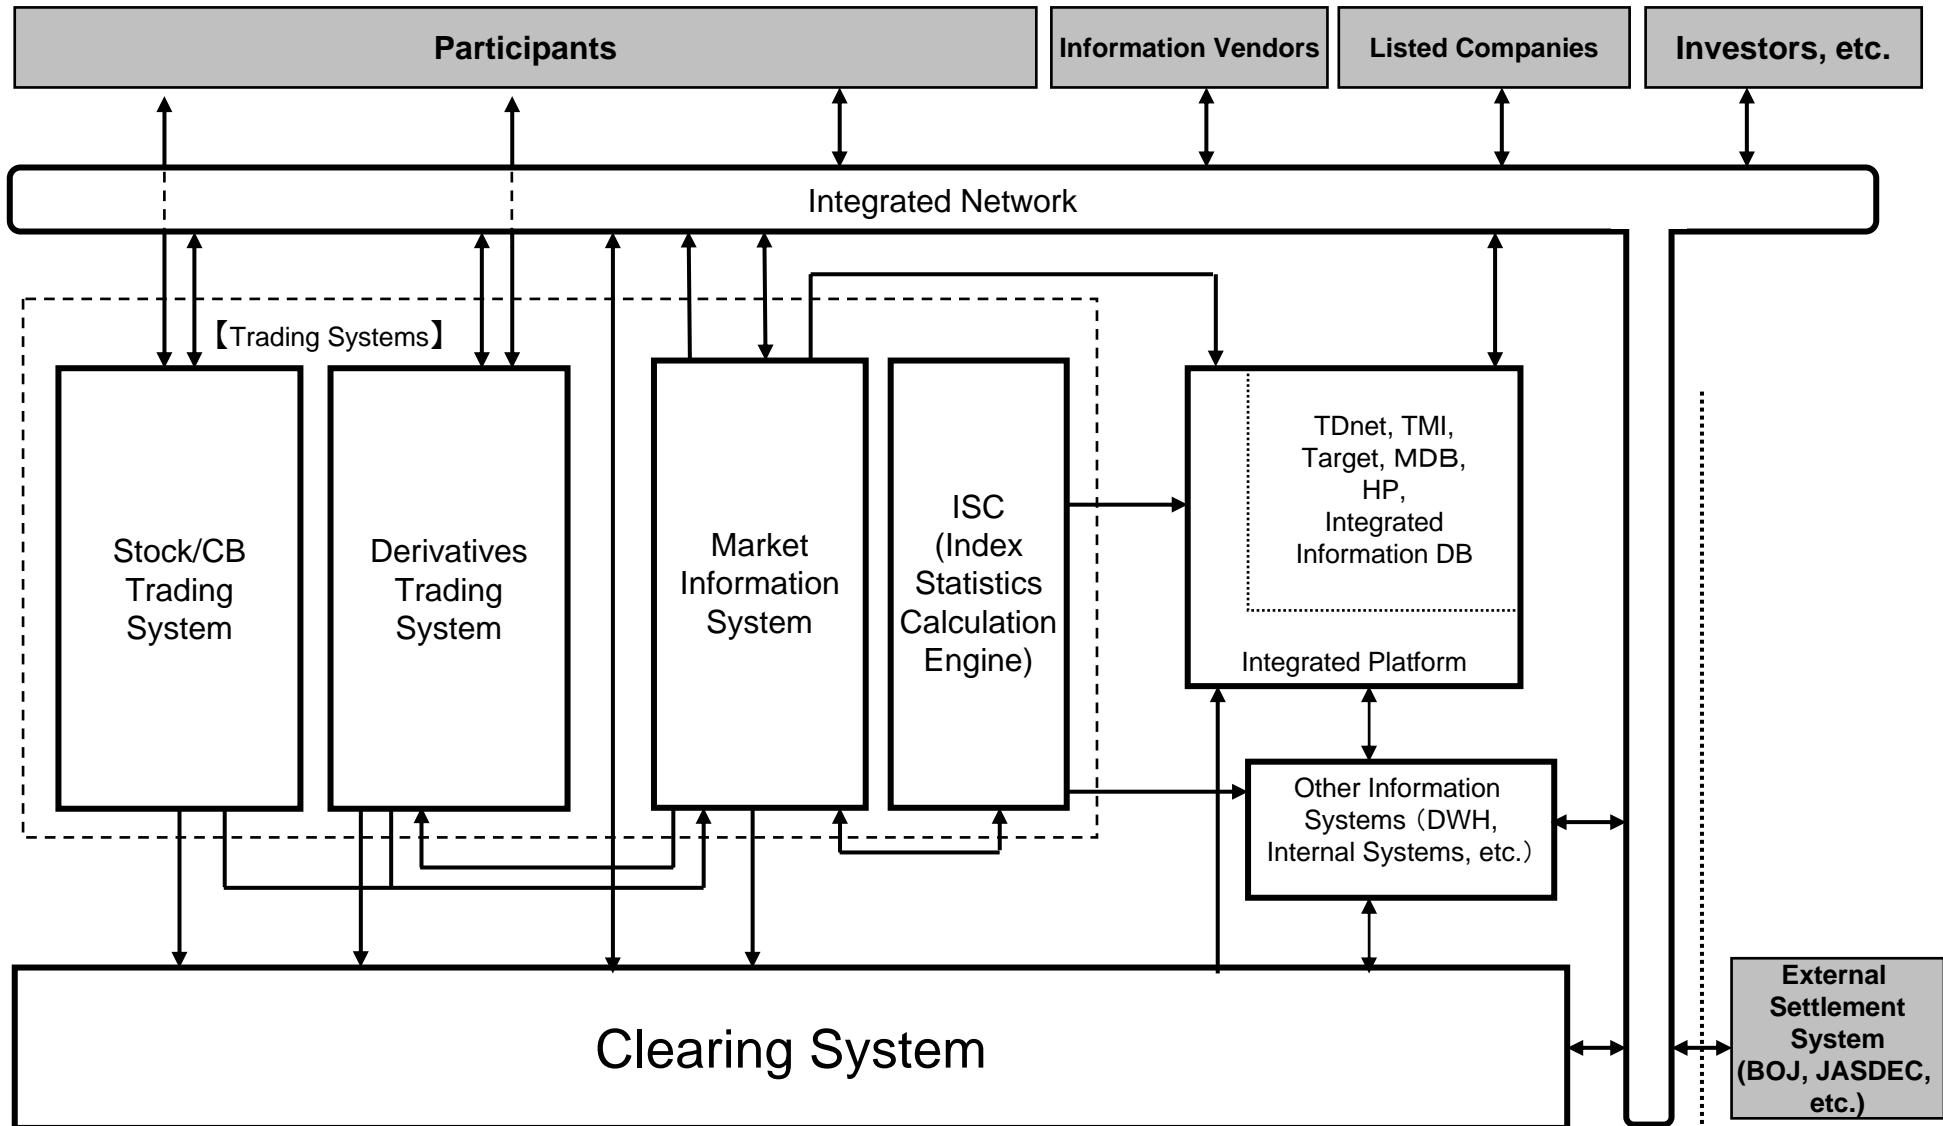 Participants
Information Vendors
Listed Companies
Investors, etc.
Integrated Network
【Trading Systems】
Stock/CB
Trading
System
Derivatives
Trading
System
Market
Information
System
ISC
(Index
Statistics
Calculation
Engine)
TDnet, TMI,
Target, MDB,
HP,
Integrated
Information DB
Integrated Platform
Other Information
Systems（DWH,
Internal Systems, etc.）
Clearing System
External
Settlement
System
(BOJ, JASDEC,
etc.)